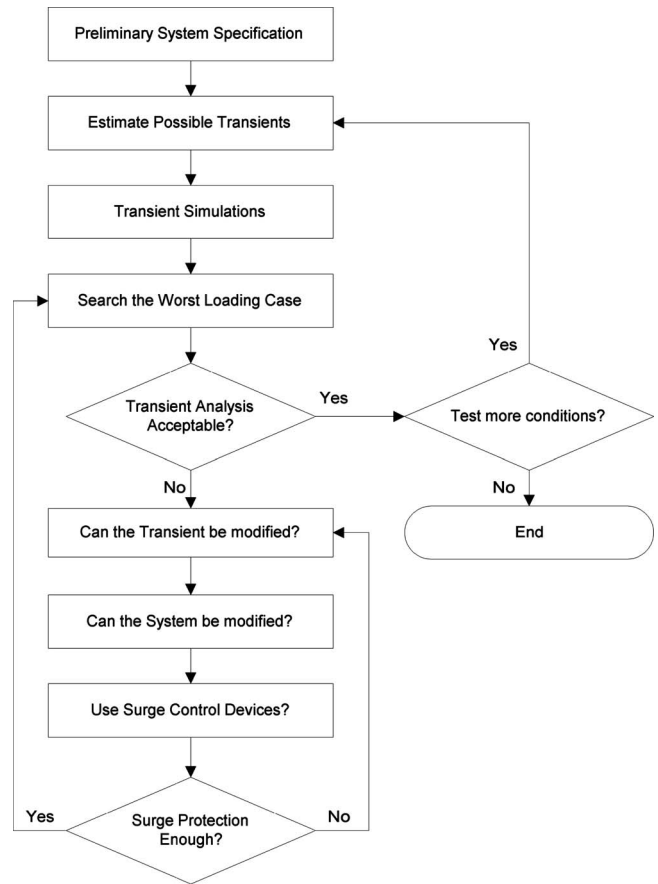 Preliminary System Specification
Estimate Possible Transients
Transient Simulations
Search the Worst Loading Case
Yes
Transient Analysis
Acceptable?
Yes
Test more conditions?
No
No
Can the Transient be modified?
End
Can the System be modified?
Use Surge Control Devices?
Yes
Surge Protection
Enough?
No